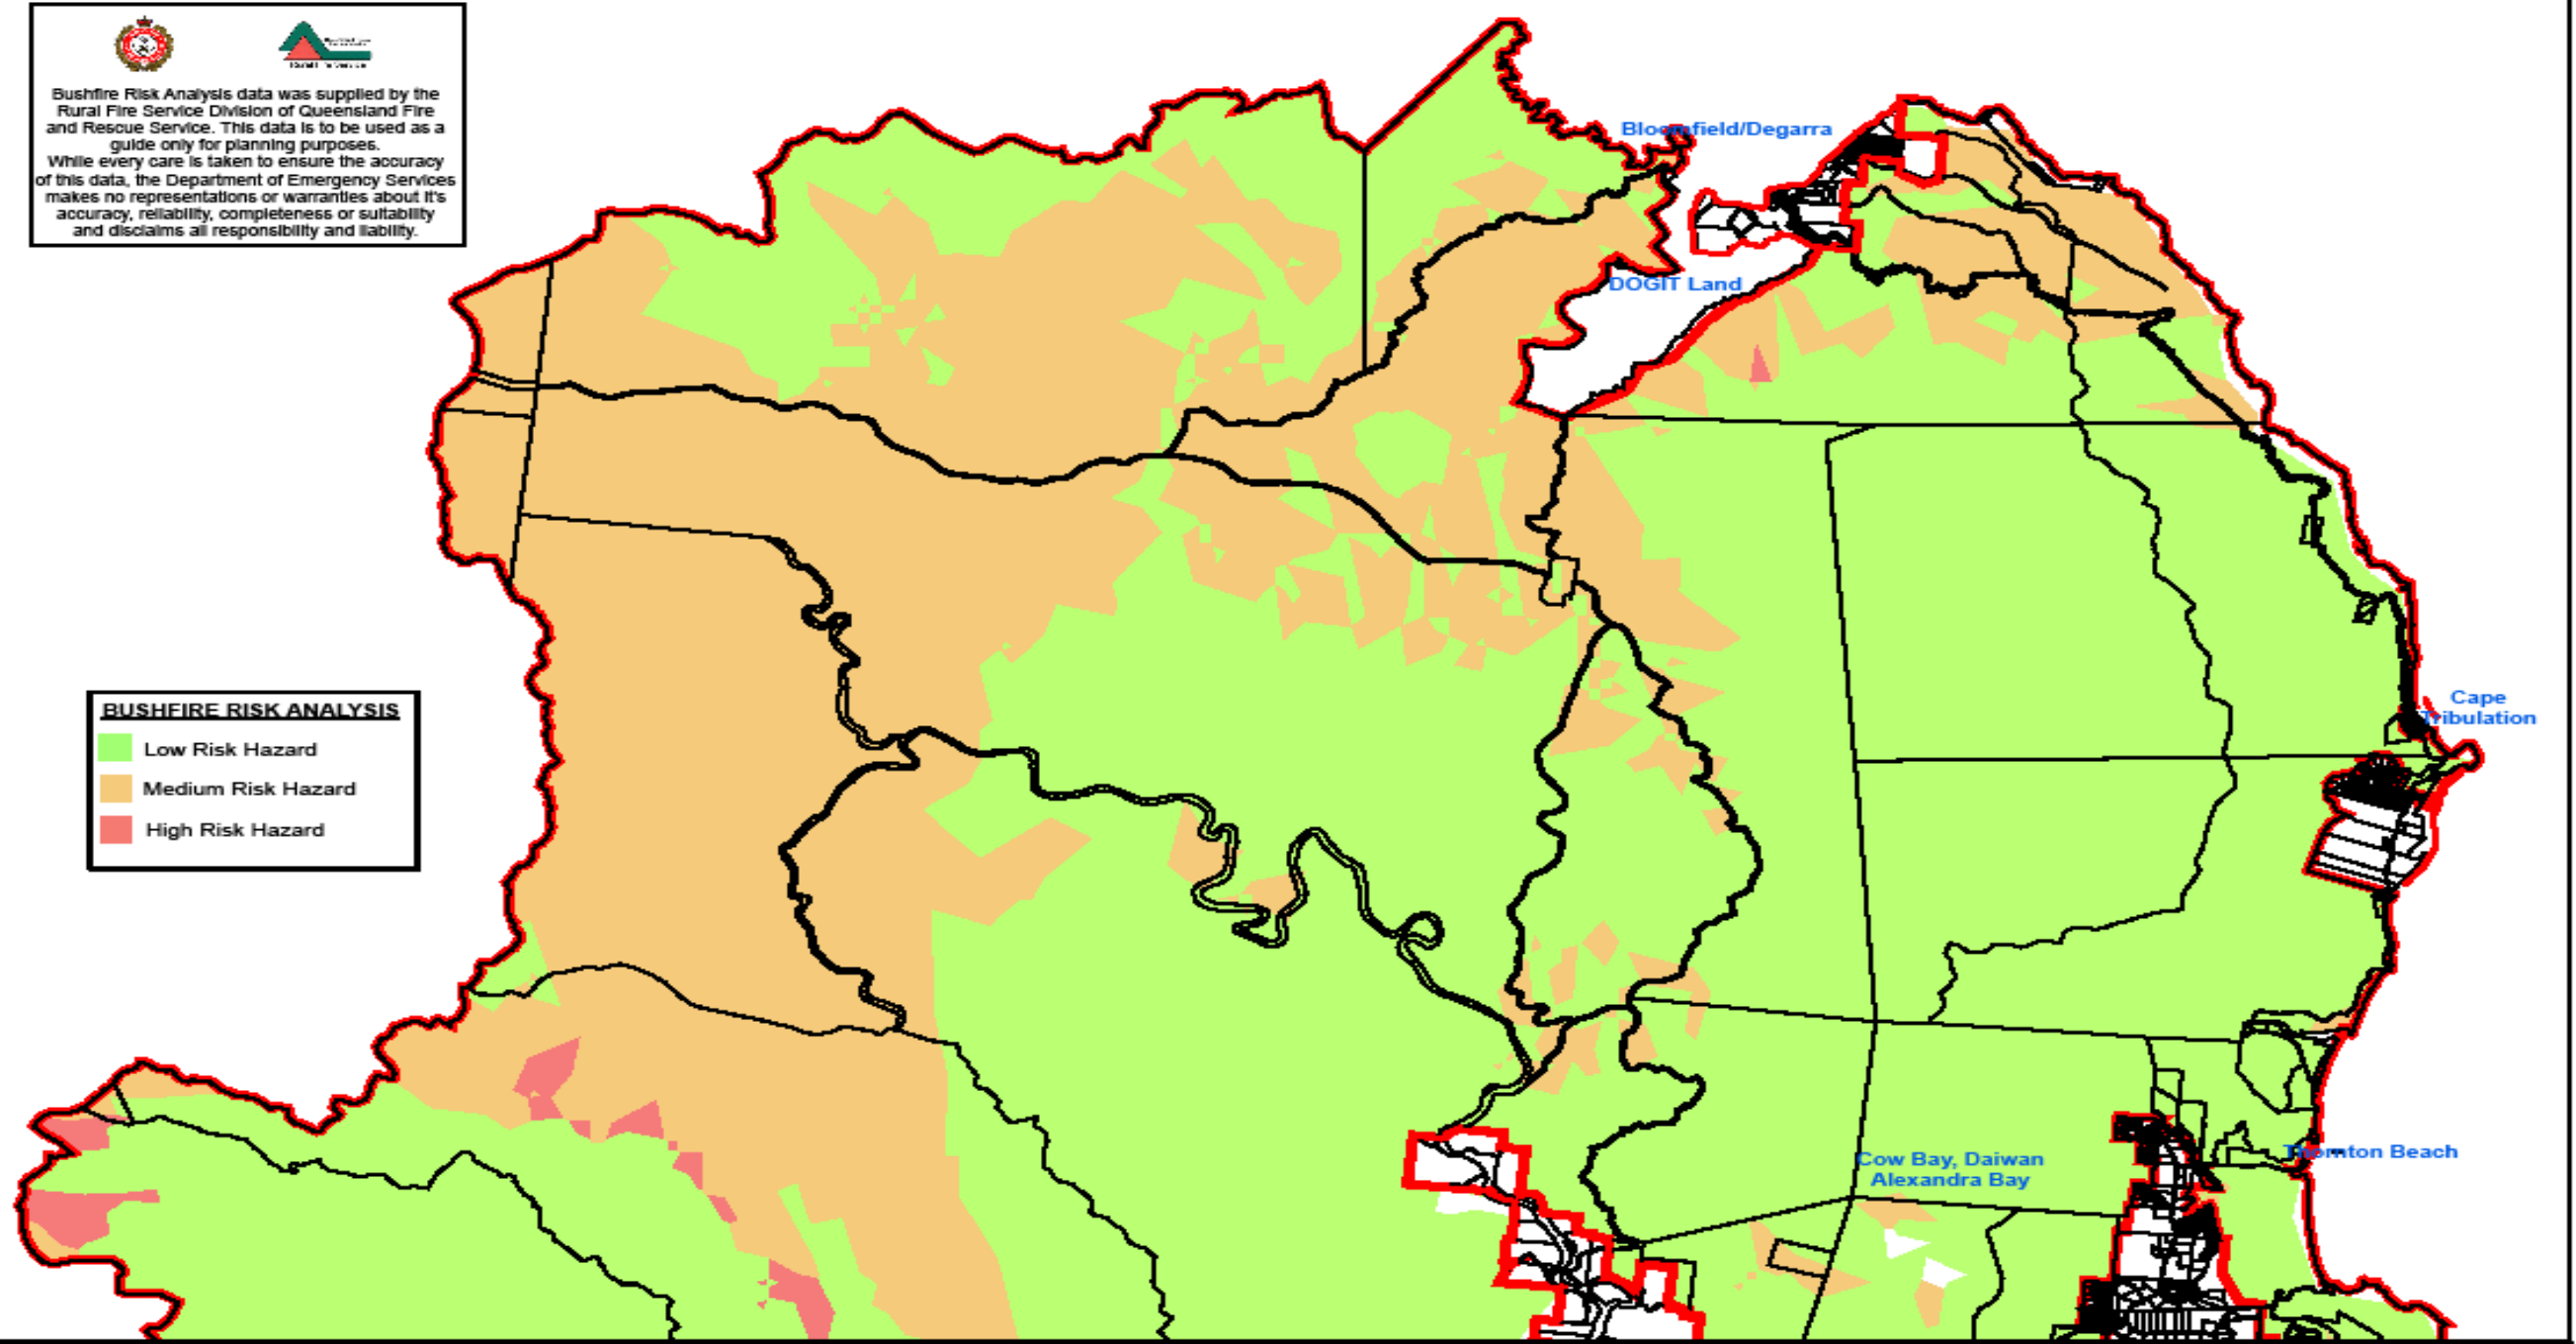 Bushfire Risk Analysis data was supplied by the
Rural Fire Service Division of Queensland Fire
and Rescue Service. This data is to be used as a
guide only for planning purposes.
While every care is taken to ensure the accuracy
of this data, the Department of Emergency Services
makes no representations or warranties about it's
accuracy, reliability, completeness or suitability
and disclaims all responsibility and liability.
Bloomfield/Degarra
DOGIT Land
BUSHFIRE RISK ANALYSIS
Low Risk Hazard
Medium Risk Hazard
High Risk Hazard
Cape
Tribulation
Cow Bay, Daiwan
Alexandra Bay
Thornton Beach